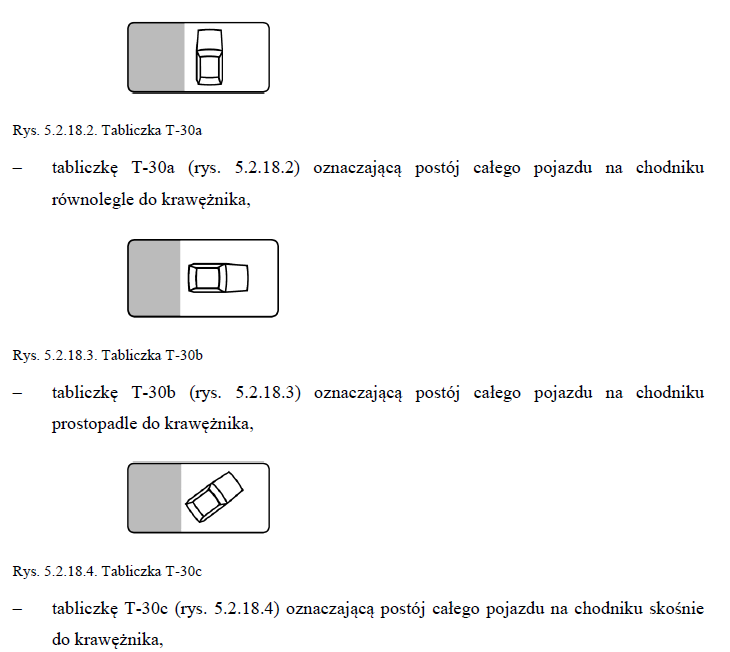 Rys. 5.2.18.2. Tabliczka T-30a
– tabliczkę T-30a (rys. 5.2.18.2) oznaczającą postój całego pojazdu na chodniku
równolegle do krawężnika,
Rys. 5.2.18.3. Tabliczka T-30b
– tabliczkę T-30b (rys. 5.2.18.3) oznaczającą postój całego pojazdu na chodniku
prostopadle do krawężnika,
Rys. 5.2.18.4. Tabliczka T-30c
– tabliczkę T-30c (rys. 5.2.18.4) oznaczającą postój całego pojazdu na chodniku skośnie
do krawężnika,